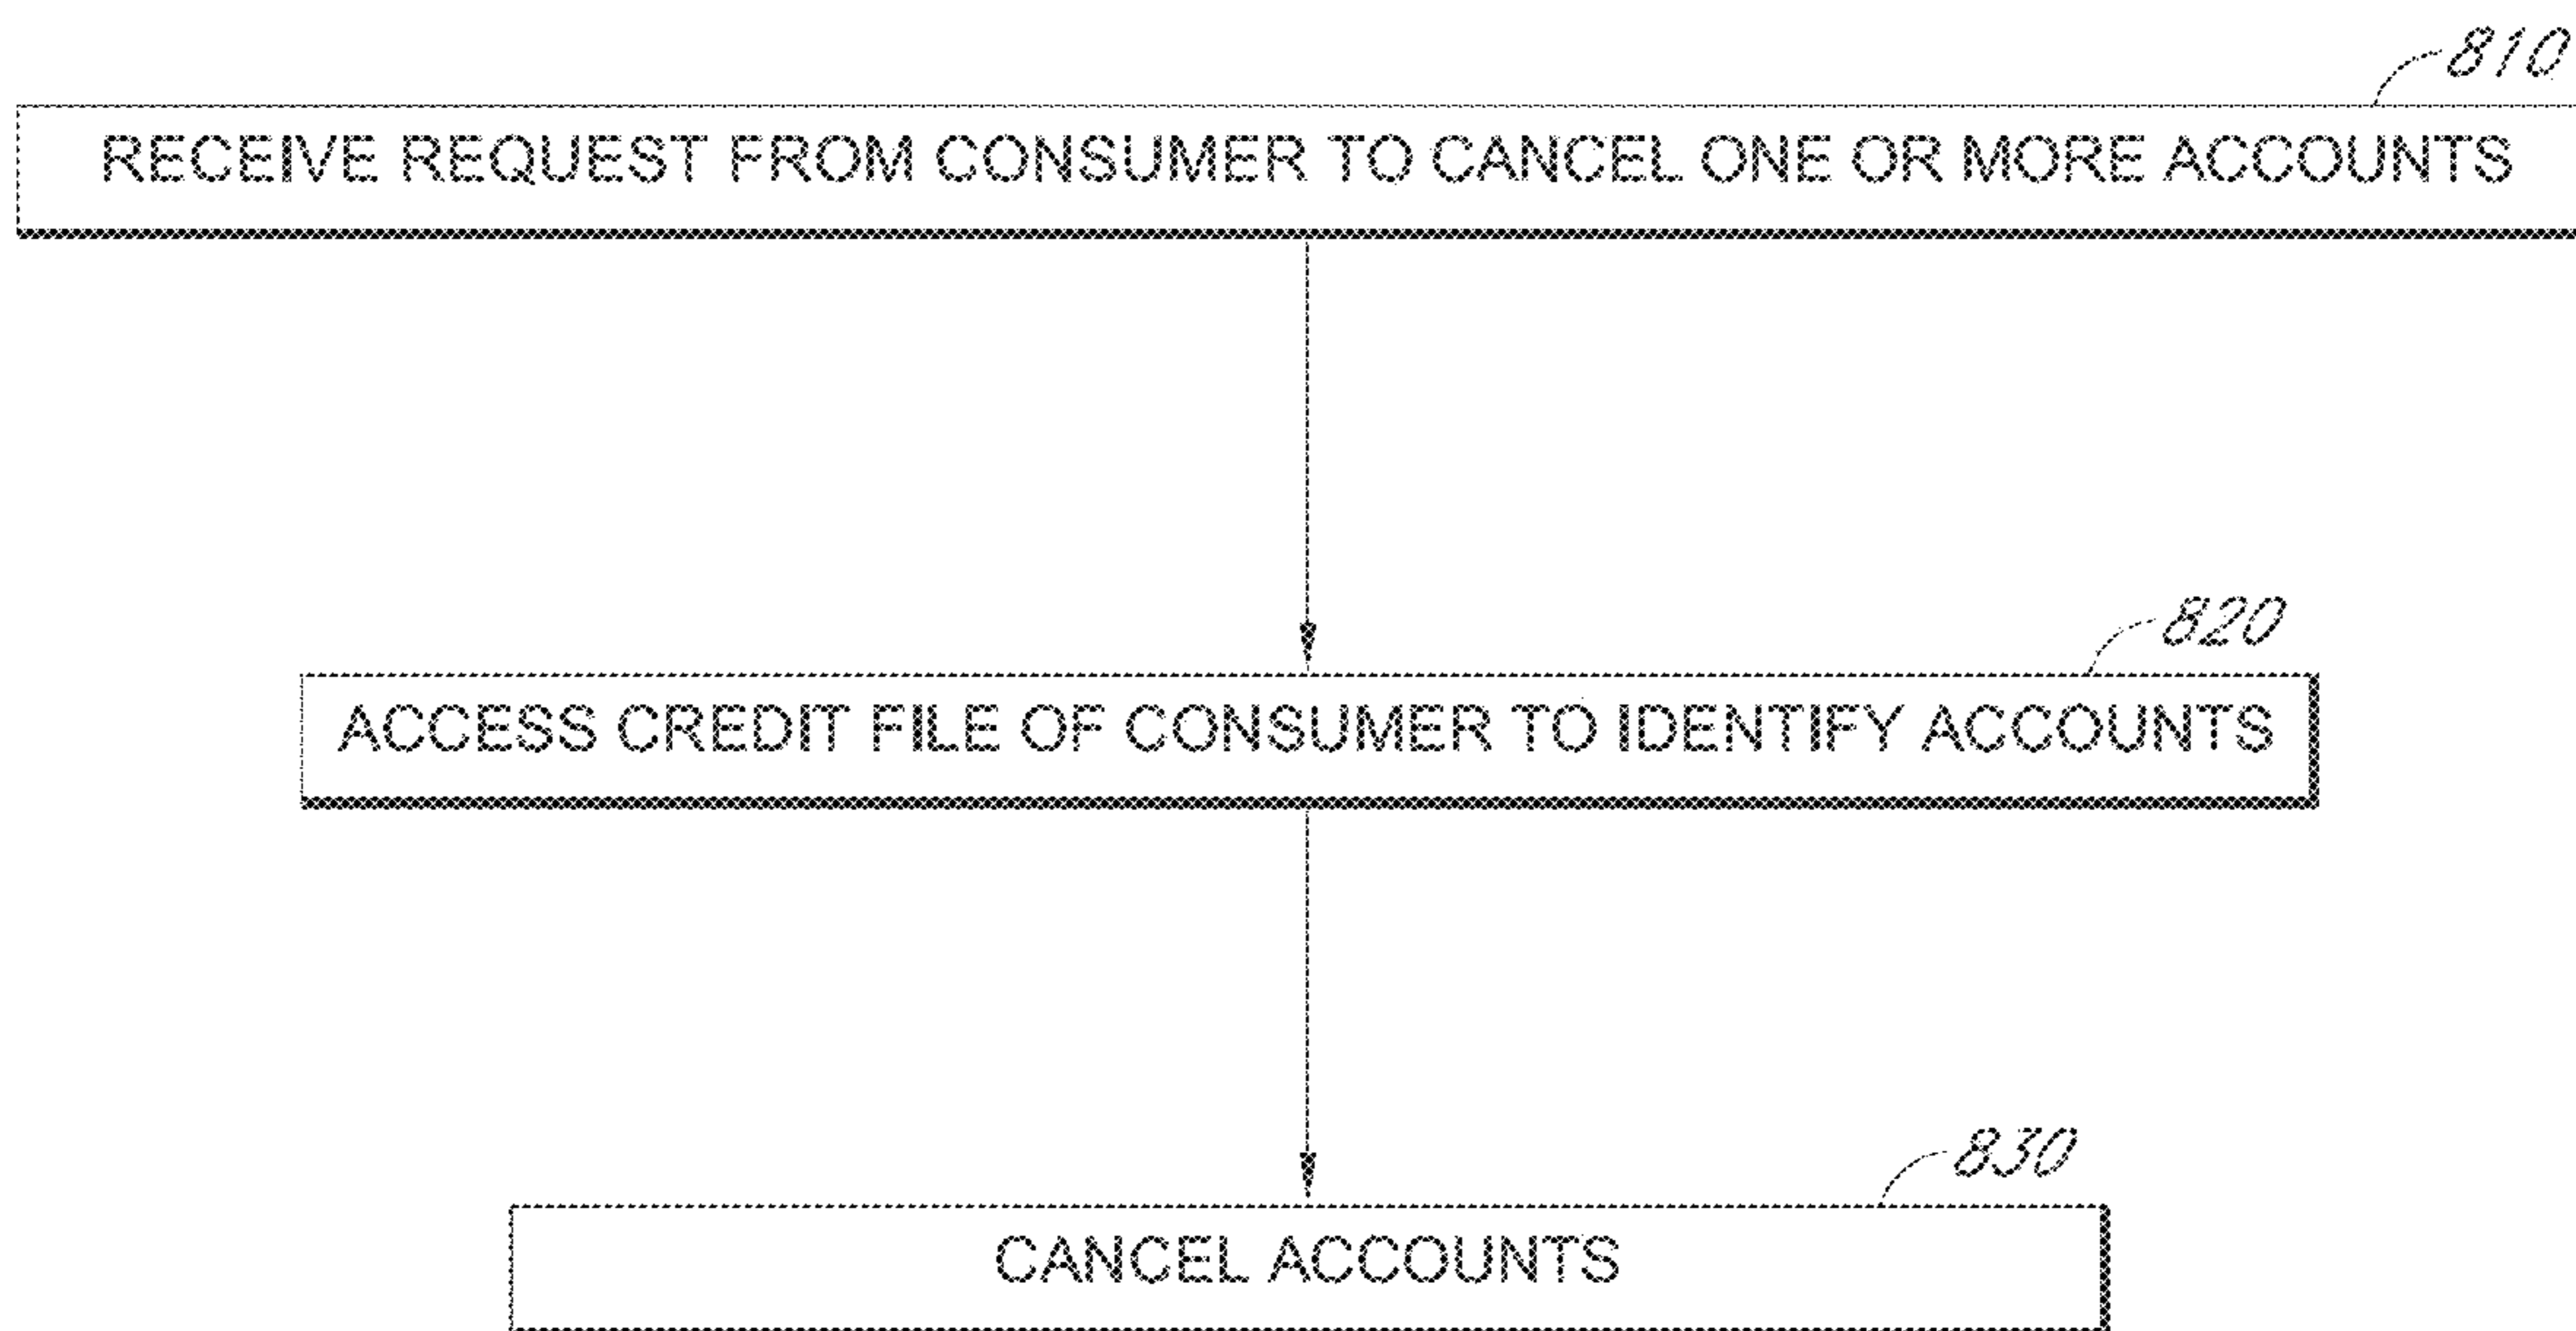 810
RECEIVE REQUEST FROM CONSUMER TO CANCEL ONE OR MORE ACCOUNTS
820
ACCESS CREDIT FILE OF CONSUMER TO IDENTIFY ACCOUNTS
830
CANCEL ACCOUNTS